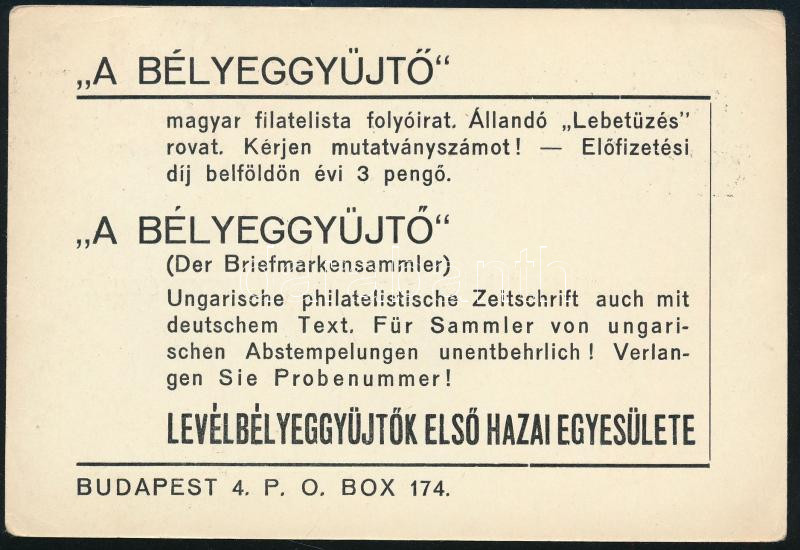 „A BÉLYEGGYÜJTŐ“
magyar filatelista folyóirat. Állandó „Lebetüzés”
rovat. Kérjen mutatványszámot! — Előfizetési
díj belföldön évi 3 pengő.
„A BÉLYEGGYÜJTŐ“
(Der Briefmarkensammler)
Ungarische philatelistische Zeitschrift auch mit
deutschem Text. Für Sammler von ungari-
schen Abstempelungen unentbehrlich! Verlan-
gen Sie Probenummer!
LEVÉLBÉLYEGGYÜJTŐK ELSŐ HAZAI EGYESÜLETE
BUDAPEST 4. P. O. BOX 174.